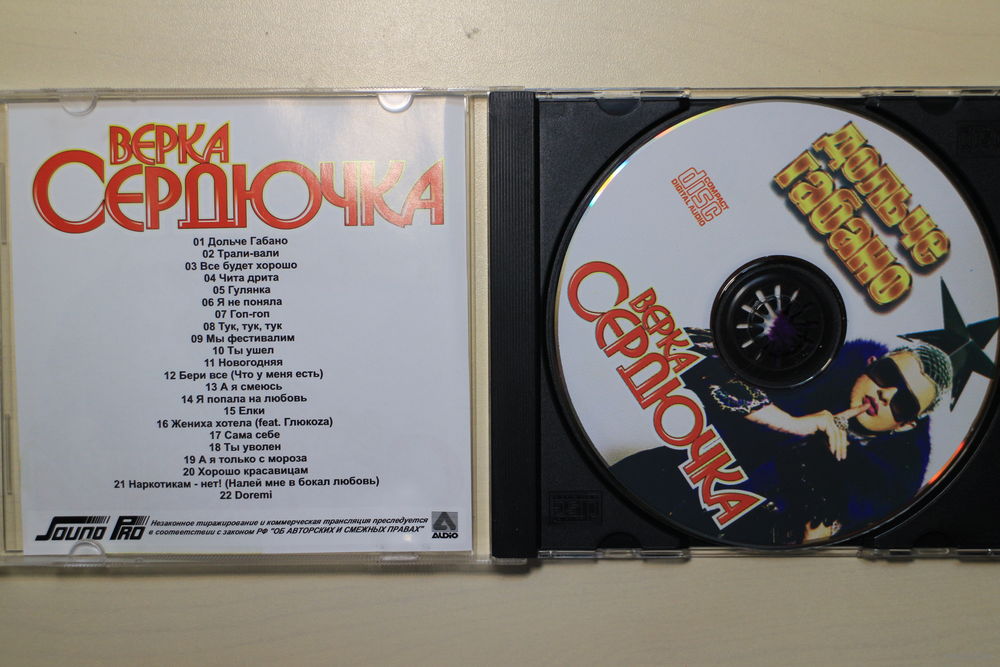 ВЕРКА
СЕРДЮЧКА
01 Дольче Габано
02 Трали-вали
03 Все будет хорошо
04 Чита дрита
05 Гулянка
06 Я не поняла
07 Гоп-гоп
08 Тук, тук, тук
09 Мы фестивалим
10 Ты ушел
11 Новогодняя
12 Бери все (Что у меня есть)
13 А я смеюсь
14 Я попала на любовь
15 Елки
16 Жениха хотела (feat. Глюкоzа)
17 Сама себе
18 Ты уволен
19 А я только с мороза
20 Хорошо красавицам
21 Наркотикам - нет! (Налей мне в бокал любовь)
22 Doremi
SOUND PRO
Незаконное тиражирование и коммерческая трансляция преследуется
в соответствии с законом РФ "ОБ АВТОРСКИХ И СМЕЖНЫХ ПРАВАХ"
AUDIO
COMPACT
disc
DIGITAL AUDIO
Дольче
Габано
ВЕРКА
СЕРДЮЧКА